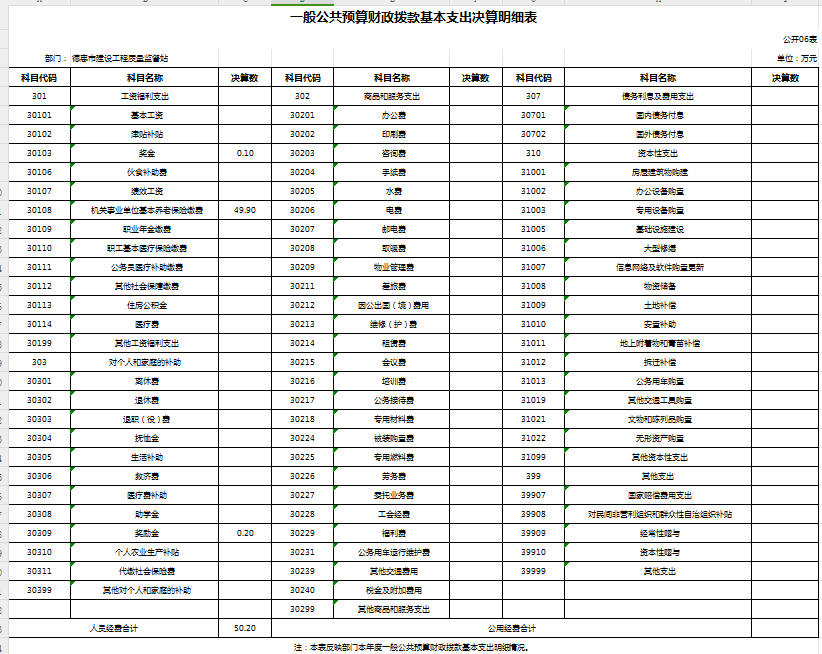 一般公共预算财政拨款基本支出决算明细表
公开06表
部门：德惠市建设工程质量监督站 单位：万元
科目代码 科目名称 决算数 科目代码 科目名称 决算数 科目代码 科目名称 决算数
301 工资福利支出 302 商品和服务支出 307 债务利息及费用支出
30101 基本工资 30201 办公费 30701 国内债务付息
30102 津贴补贴 30202 印刷费 30702 国外债务付息
30103 奖金 0.10 30203 咨询费 310 资本性支出
30106 伙食补助费 30204 手续费 31001 房屋建筑物购建
30107 绩效工资 30205 水费 31002 办公设备购置
30108 机关事业单位基本养老保险缴费 49.90 30206 电费 31003 专用设备购置
30109 职业年金缴费 30207 邮电费 31005 基础设施建设
30110 职工基本医疗保险缴费 30208 取暖费 31006 大型修缮
30111 公务员医疗补助缴费 30209 物业管理费 31007 信息网络及软件购置更新
30112 其他社会保障缴费 30211 差旅费 31008 物资储备
30113 住房公积金 30212 因公出国（境）费用 31009 土地补偿
30114 医疗费 30213 维修（护）费 31010 安置补助
30199 其他工资福利支出 30214 租赁费 31011 地上附着物和青苗补偿
303 对个人和家庭的补助 30215 会议费 31012 拆迁补偿
30301 离休费 30216 培训费 31013 公务用车购置
30302 退休费 30217 公务接待费 31019 其他交通工具购置
30303 退职（役）费 30218 专用材料费 31021 文物和陈列品购置
30304 抚恤金 30224 被装购置费 31022 无形资产购置
30305 生活补助 30225 专用燃料费 31099 其他资本性支出
30306 救济费 30226 劳务费 399 其他支出
30307 医疗费补助 30227 委托业务费 39907 国家赔偿费用支出
30308 助学金 30228 工会经费 39908 对民间非营利组织和群众性自治组织补贴
30309 奖励金 0.20 30229 福利费 39909 经常性赠与
30310 个人农业生产补贴 30231 公务用车运行维护费 39910 资本性赠与
30311 代缴社会保险费 30239 其他交通费用 39999 其他支出
30399 其他对个人和家庭的补助 30240 税金及附加费用
30299 其他商品和服务支出
人员经费合计 50.20 公用经费合计
注：本表反映部门本年度一般公共预算财政拨款基本支出明细情况。